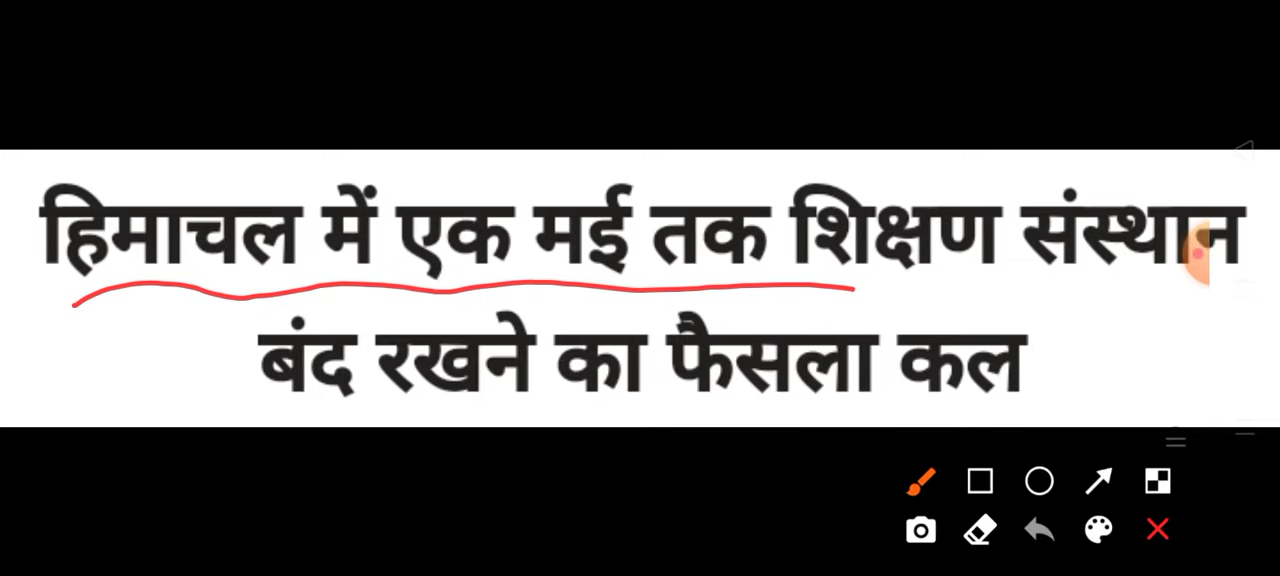 हिमाचल में एक मई तक शिक्षण संस्थान
बंद रखने का फैसला कल